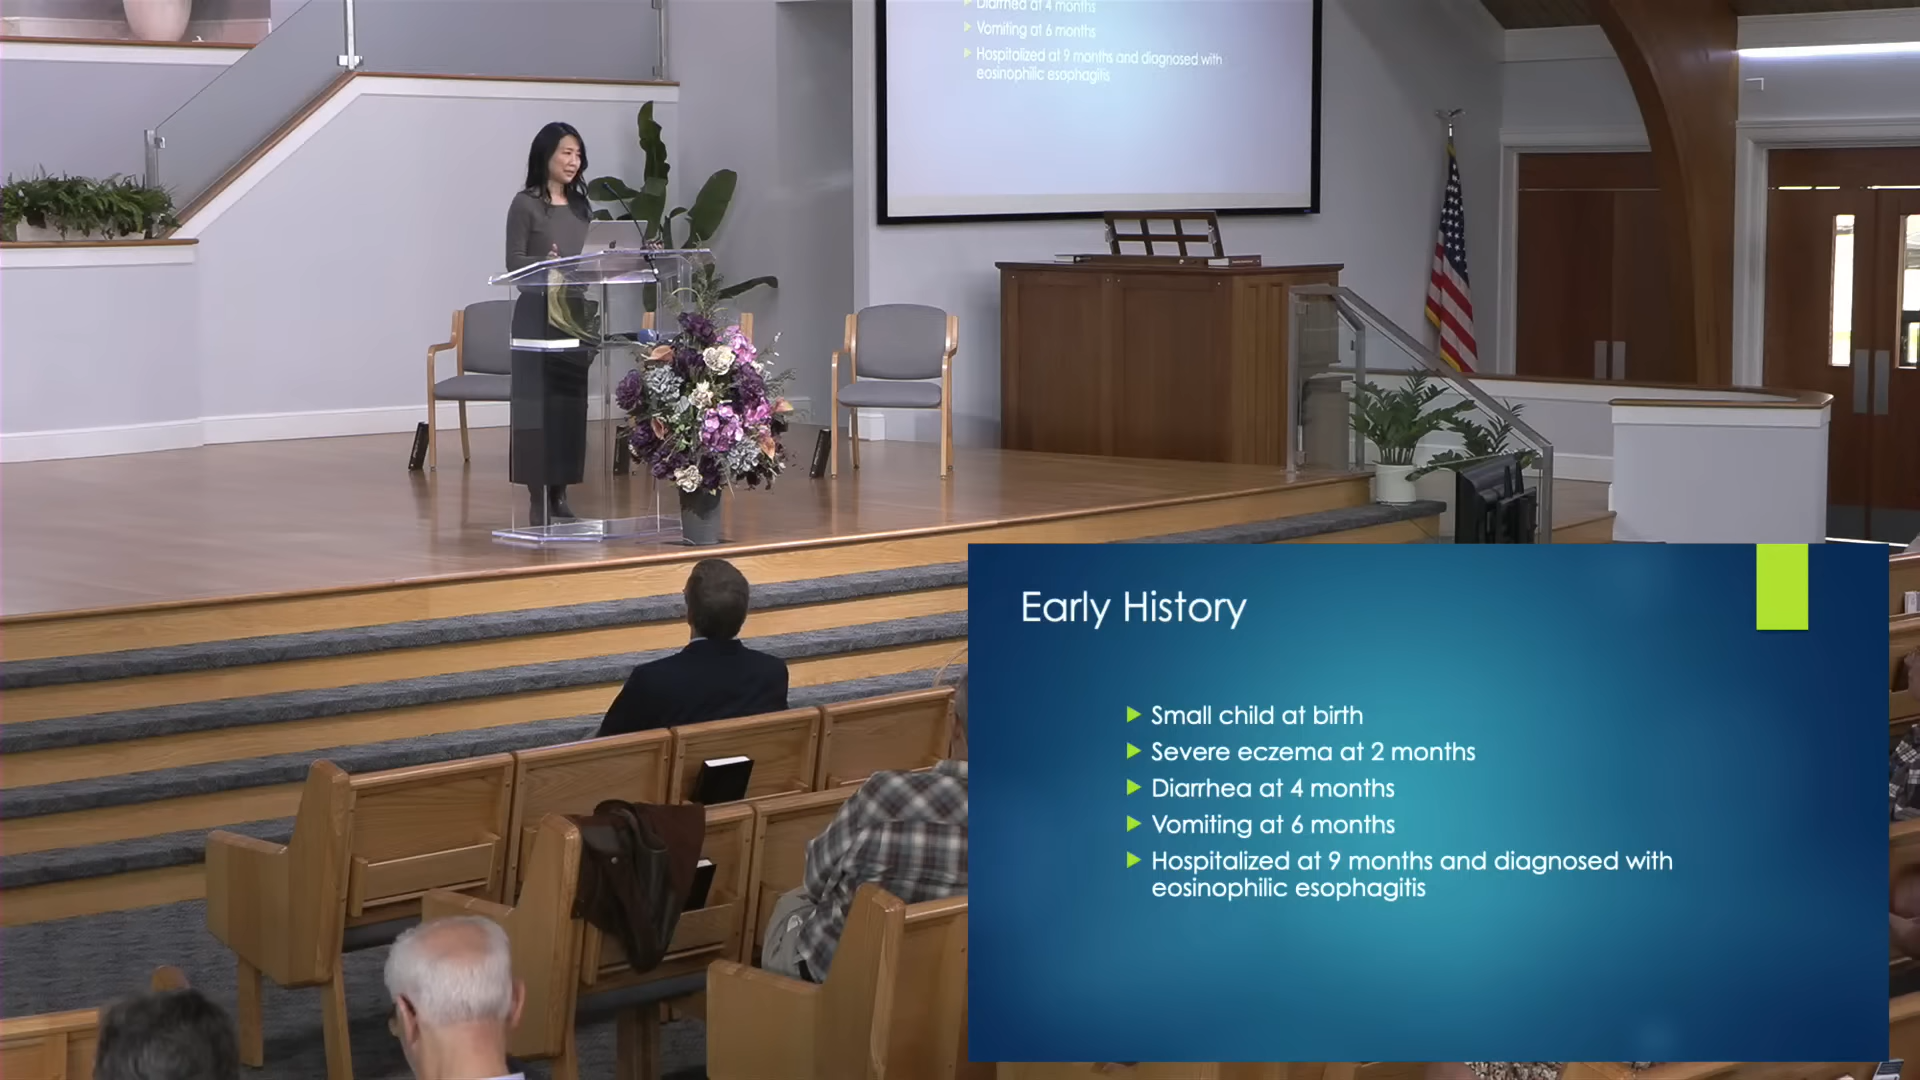 Diarrhea at 4 months
Vomiting at 6 months
Hospitalized at 9 months and diagnosed with
eosinophilic esophagitis
Early History
Small child at birth
Severe eczema at 2 months
Diarrhea at 4 months
Vomiting at 6 months
Hospitalized at 9 months and diagnosed with
eosinophilic esophagitis